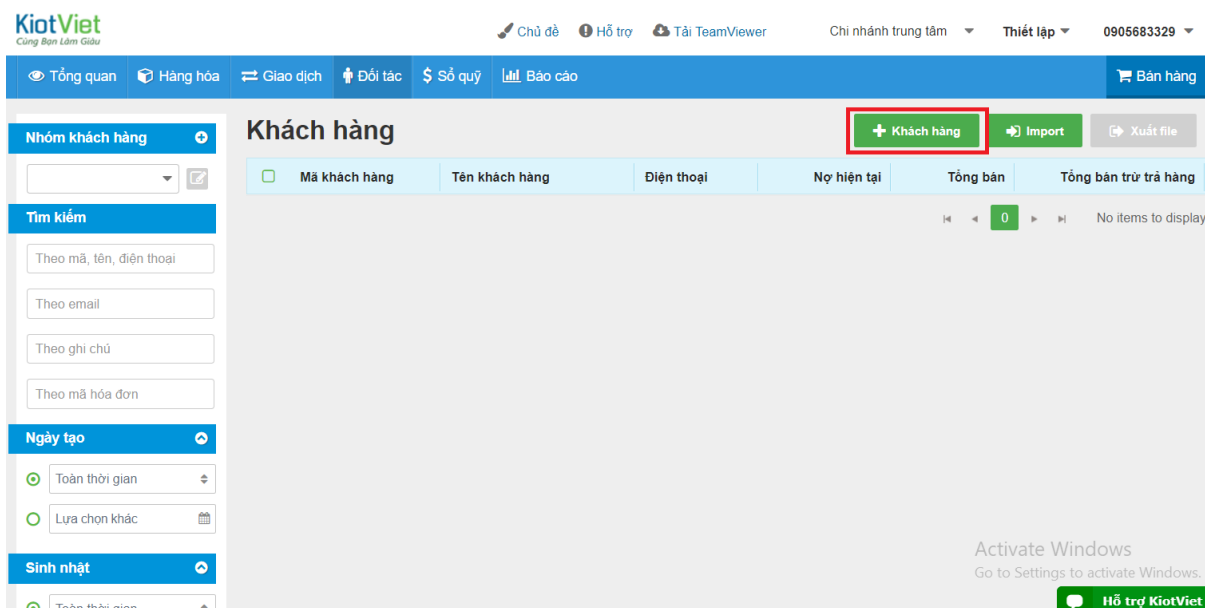 KiotViet
Cùng Bạn Làm Giàu
Chủ đề Hỗ trợ Tải TeamViewer Chi nhánh trung tâm Thiết lập 0905683329
Tổng quan Hàng hóa Giao dịch Đối tác Sổ quỹ Báo cáo Bán hàng
Nhóm khách hàng
Khách hàng
Khách hàng Import Xuất file
Mã khách hàng Tên khách hàng Điện thoại Nợ hiện tại Tổng bán Tổng bán trừ trả hàng
0 No items to display
Tìm kiếm
Theo mã, tên, điện thoại
Theo email
Theo ghi chú
Theo mã hóa đơn
Ngày tạo
Toàn thời gian
Lựa chọn khác
Sinh nhật
Toàn thời gian
Activate Windows
Go to Settings to activate Windows.
Hỗ trợ KiotViet